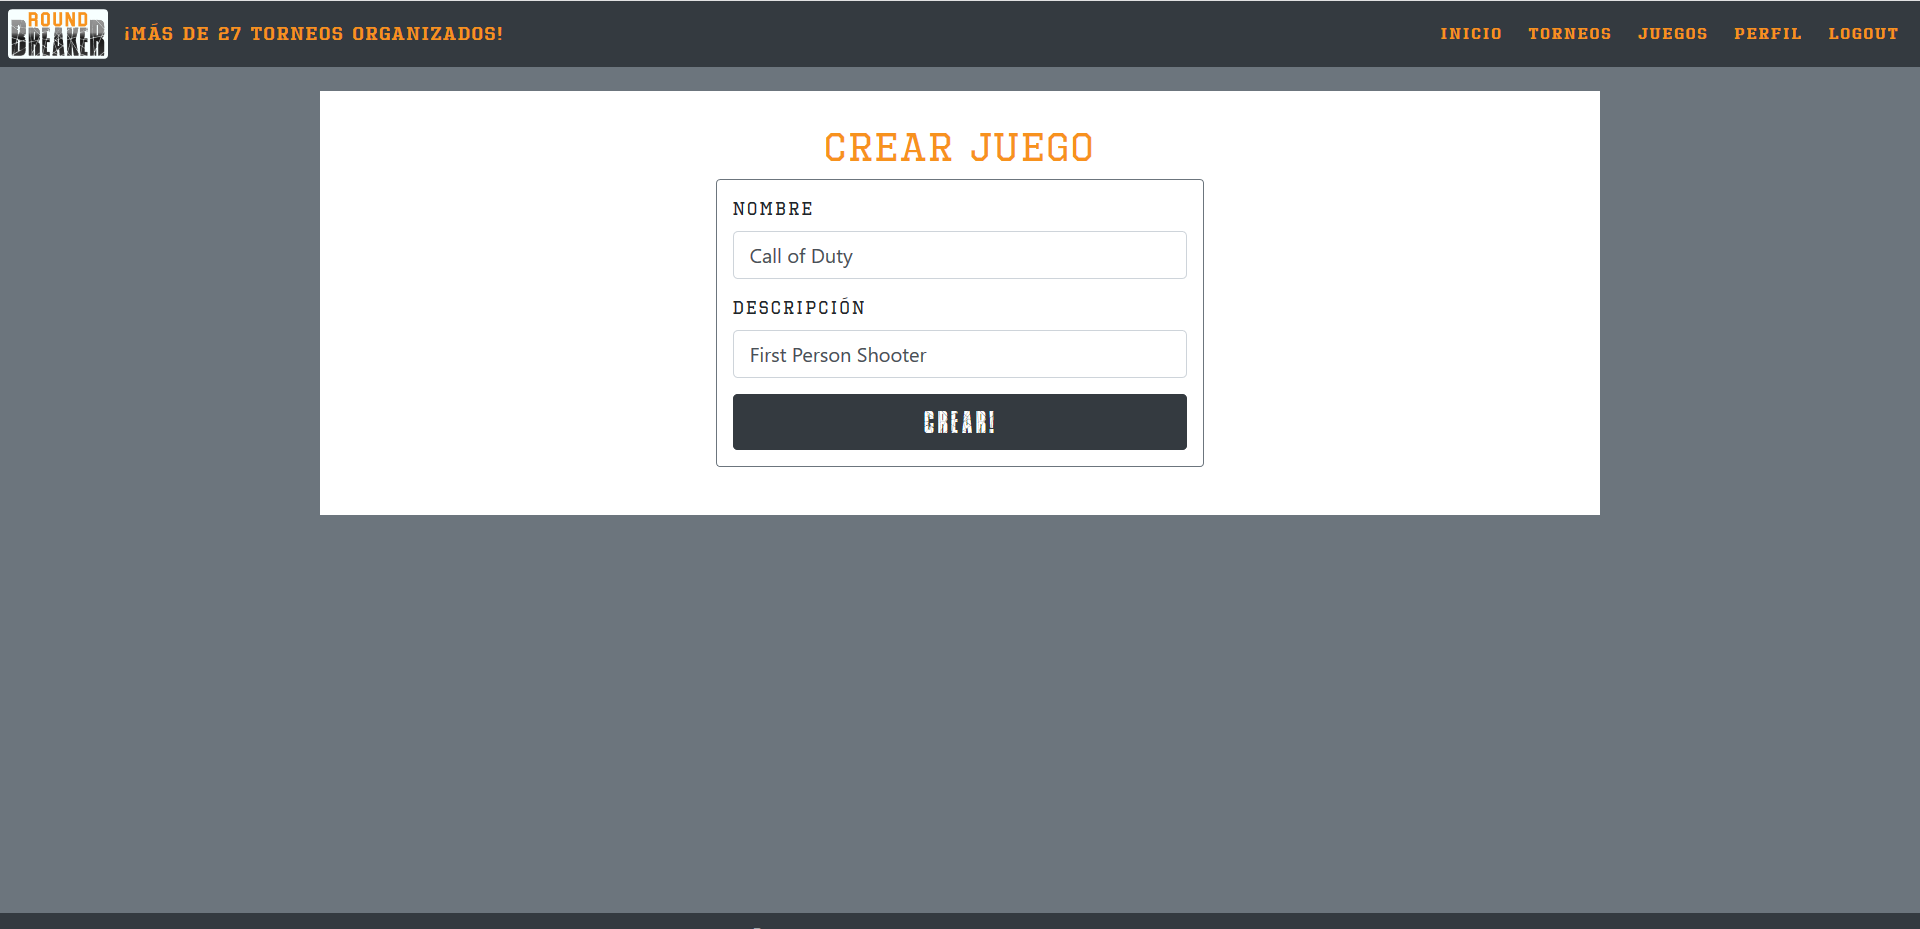 ROUND
BREAKER
¡MÁS DE 27 TORNEOS ORGANIZADOS!
INICIO TORNEOS JUEGOS PERFIL LOGOUT
CREAR JUEGO
NOMBRE
Call of Duty
DESCRIPCIÓN
First Person Shooter
CREAR!